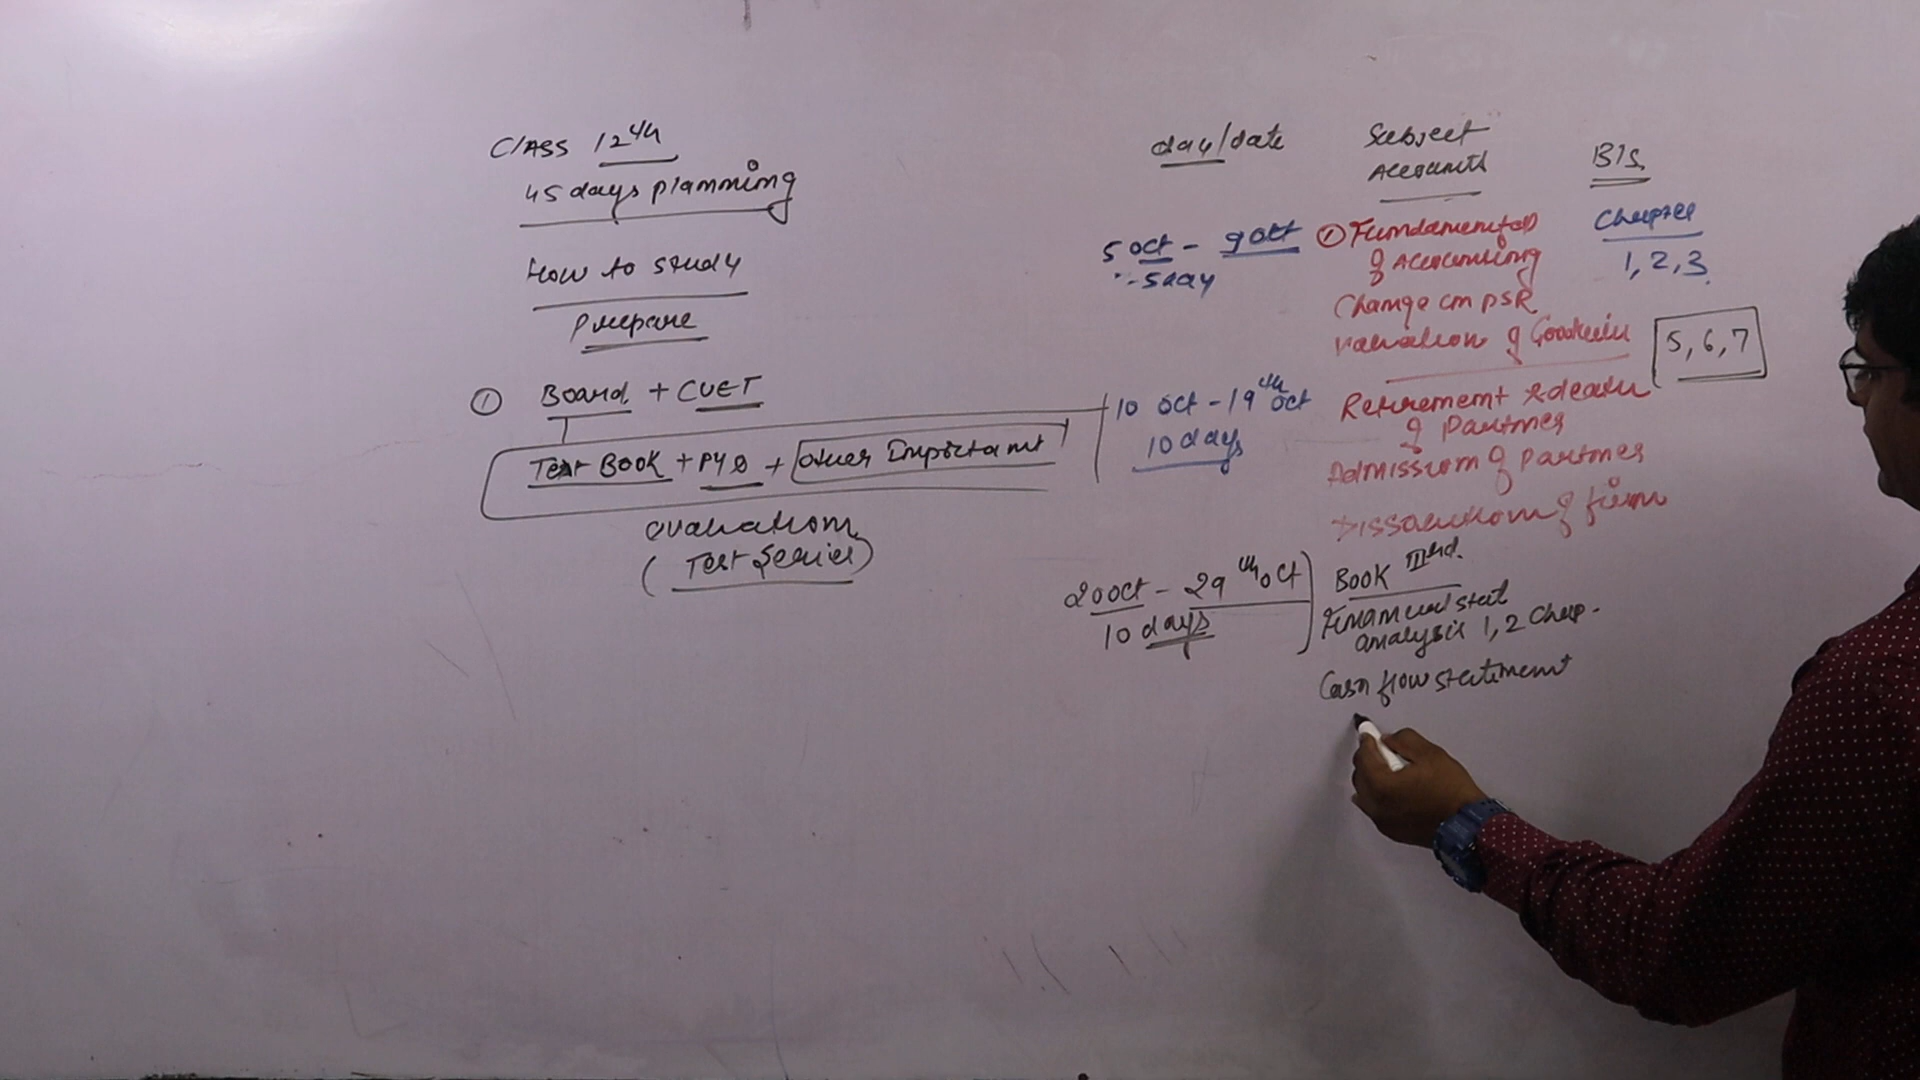 Class 12th
45 days planning
How to study
prepare
① Board + CUET
Text Book + PYQ + Other Important
evaluation
(Test Series)
day/date
Subject
Accounts
B/S
5 oct - 9 oct
5 day
① Fundamental
of Accounting
Change in PSR
valuation of Goodwill
Chapter
1, 2, 3
5, 6, 7
10 oct - 19th oct
10 days
Retirement & death
of partner
Admission of partner
Dissolution of firm
20 oct - 29th oct
10 days
Book IIIrd.
Financial stat
analysis 1, 2 Chap.
Cash flow statement